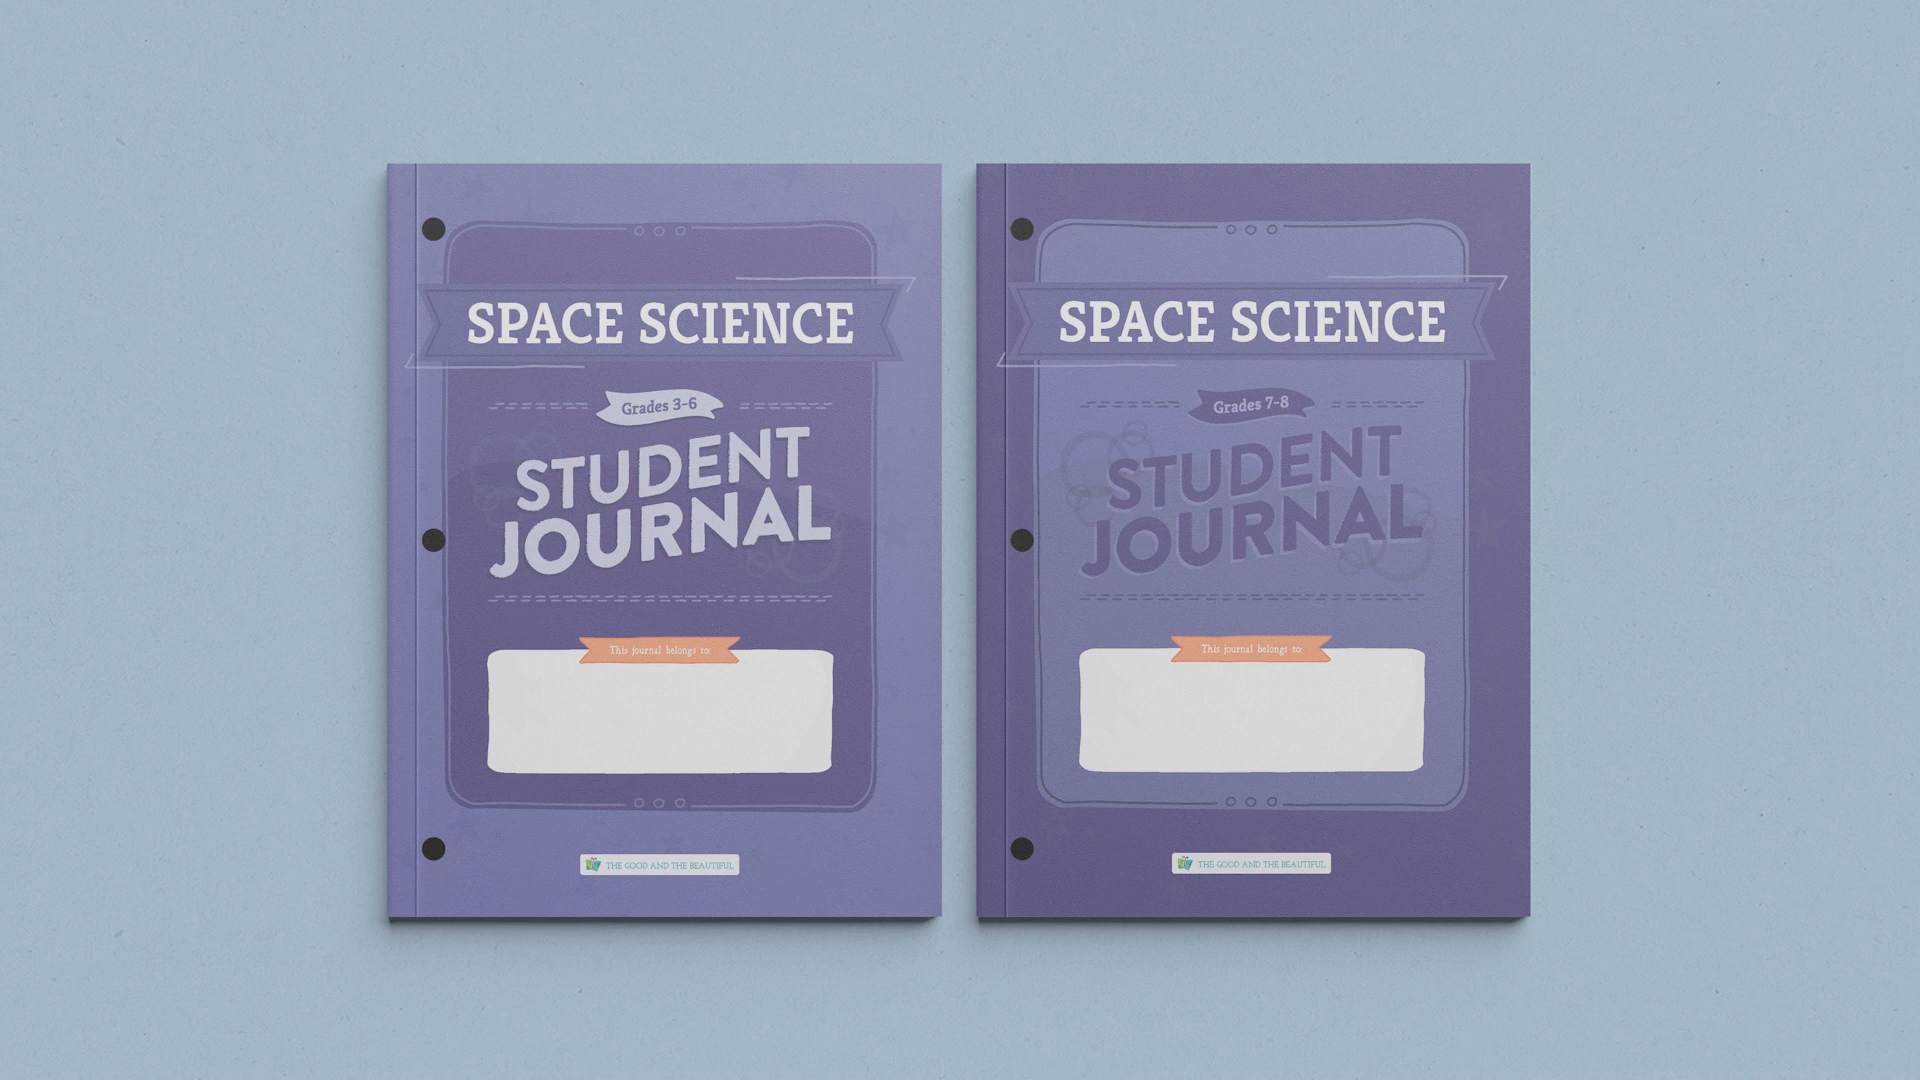 SPACE SCIENCE
Grades 3-6
STUDENT
JOURNAL
This journal belongs to:
THE GOOD AND THE BEAUTIFUL
SPACE SCIENCE
Grades 7-8
STUDENT
JOURNAL
This journal belongs to:
THE GOOD AND THE BEAUTIFUL